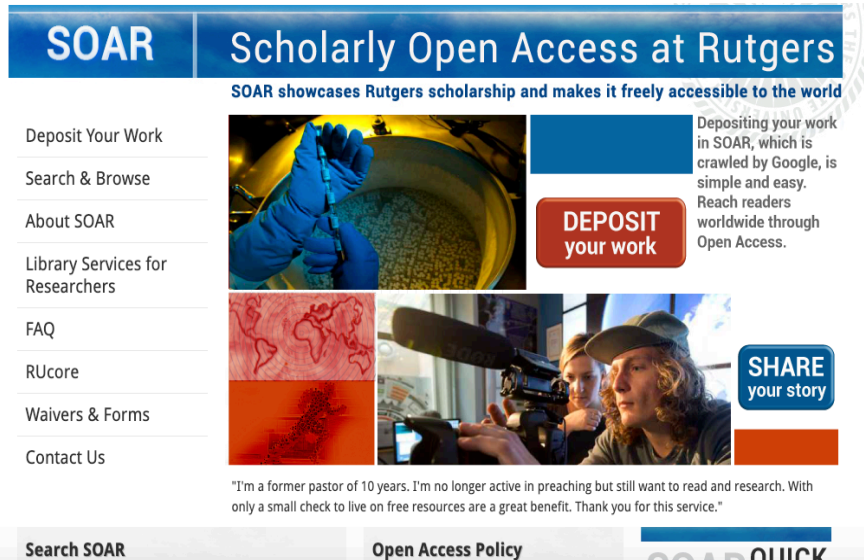 SOAR
Scholarly Open Access at Rutgers
SOAR showcases Rutgers scholarship and makes it freely accessible to the world
Deposit Your Work
Search & Browse
About SOAR
Library Services for
Researchers
FAQ
RUcore
Waivers & Forms
Contact Us
Depositing your work
in SOAR, which is
crawled by Google, is
simple and easy.
Reach readers
worldwide through
Open Access.
DEPOSIT
your work
SHARE
your story
"I'm a former pastor of 10 years. I'm no longer active in preaching but still want to read and research. With
only a small check to live on free resources are a great benefit. Thank you for this service."
Search SOAR
Open Access Policy
SOAR QUICK